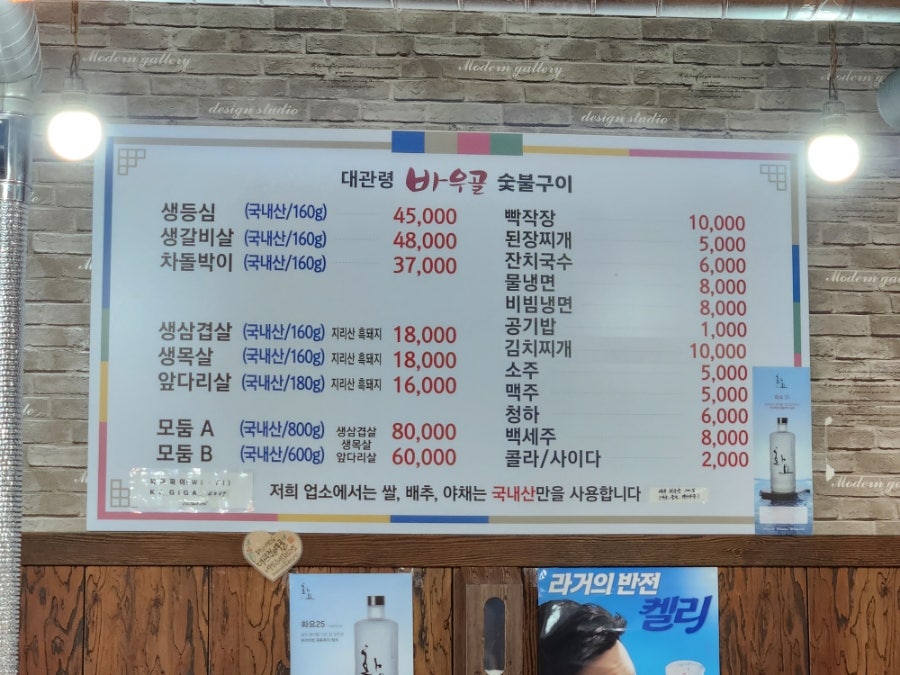 Modern gallery
Modern gallery
design studio
design studio
대관령 바우골 숯불구이
생등심 (국내산/160g) 45,000
생갈비살 (국내산/160g) 48,000
차돌박이 (국내산/160g) 37,000
생삼겹살 (국내산/160g) 지리산 흑돼지 18,000
생목살 (국내산/160g) 지리산 흑돼지 18,000
앞다리살 (국내산/180g) 지리산 흑돼지 16,000
모둠 A (국내산/800g) 생삼겹살 80,000
생목살
모둠 B (국내산/600g) 앞다리살 60,000
빡작장 10,000
된장찌개 5,000
잔치국수 6,000
물냉면 8,000
비빔냉면 8,000
공기밥 1,000
김치찌개 10,000
소주 5,000
맥주 5,000
청하 6,000
백세주 8,000
콜라/사이다 2,000
저희 업소에서는 쌀, 배추, 야채는 국내산만을 사용합니다
Modern gallery
화요25
화요
라거의 반전
켈리